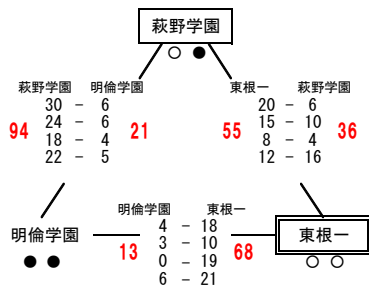 萩野学園
○ ●
萩野学園 明倫学園
30 - 6
24 - 6
18 - 4
22 - 5
94 21
東根一 萩野学園
20 - 6
15 - 10
8 - 4
12 - 16
55 36
明倫学園
● ●
明倫学園 東根一
4 - 18
3 - 10
0 - 19
6 - 21
13 68
東根一
○ ○